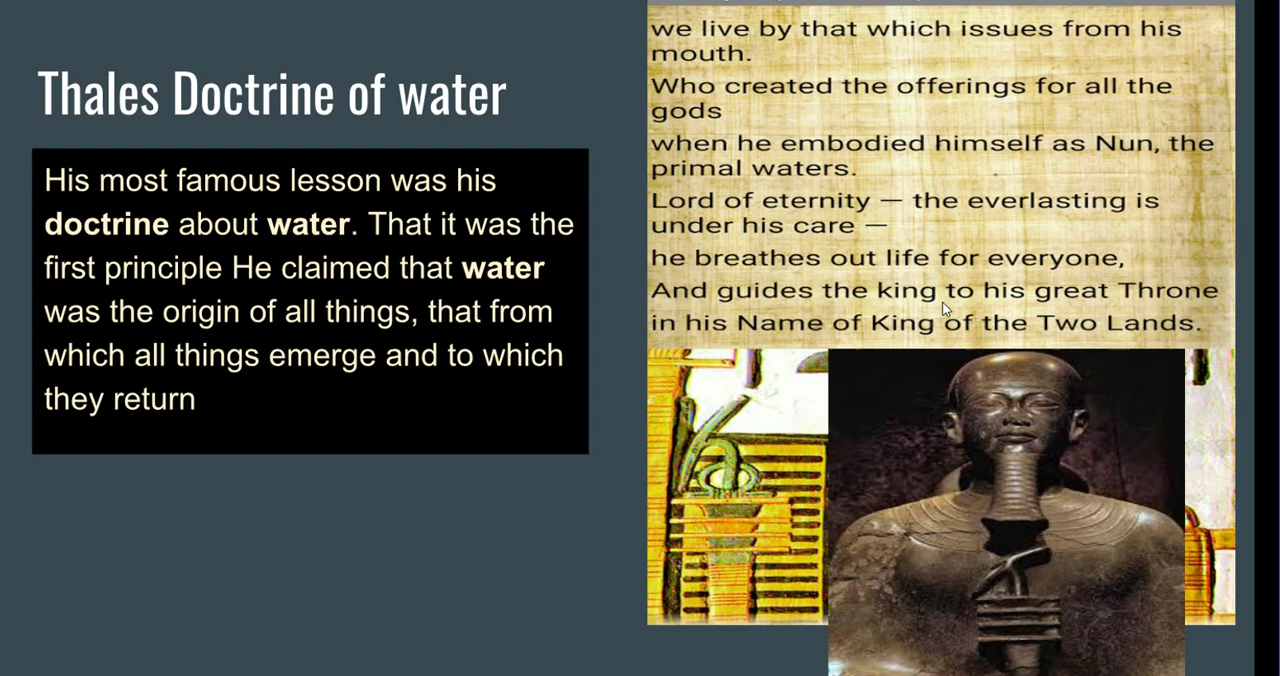 Thales Doctrine of water
His most famous lesson was his
doctrine about water. That it was the
first principle He claimed that water
was the origin of all things, that from
which all things emerge and to which
they return
we live by that which issues from his
mouth.
Who created the offerings for all the
gods
when he embodied himself as Nun, the
primal waters.
Lord of eternity — the everlasting is
under his care —
he breathes out life for everyone,
And guides the king to his great Throne
in his Name of King of the Two Lands.